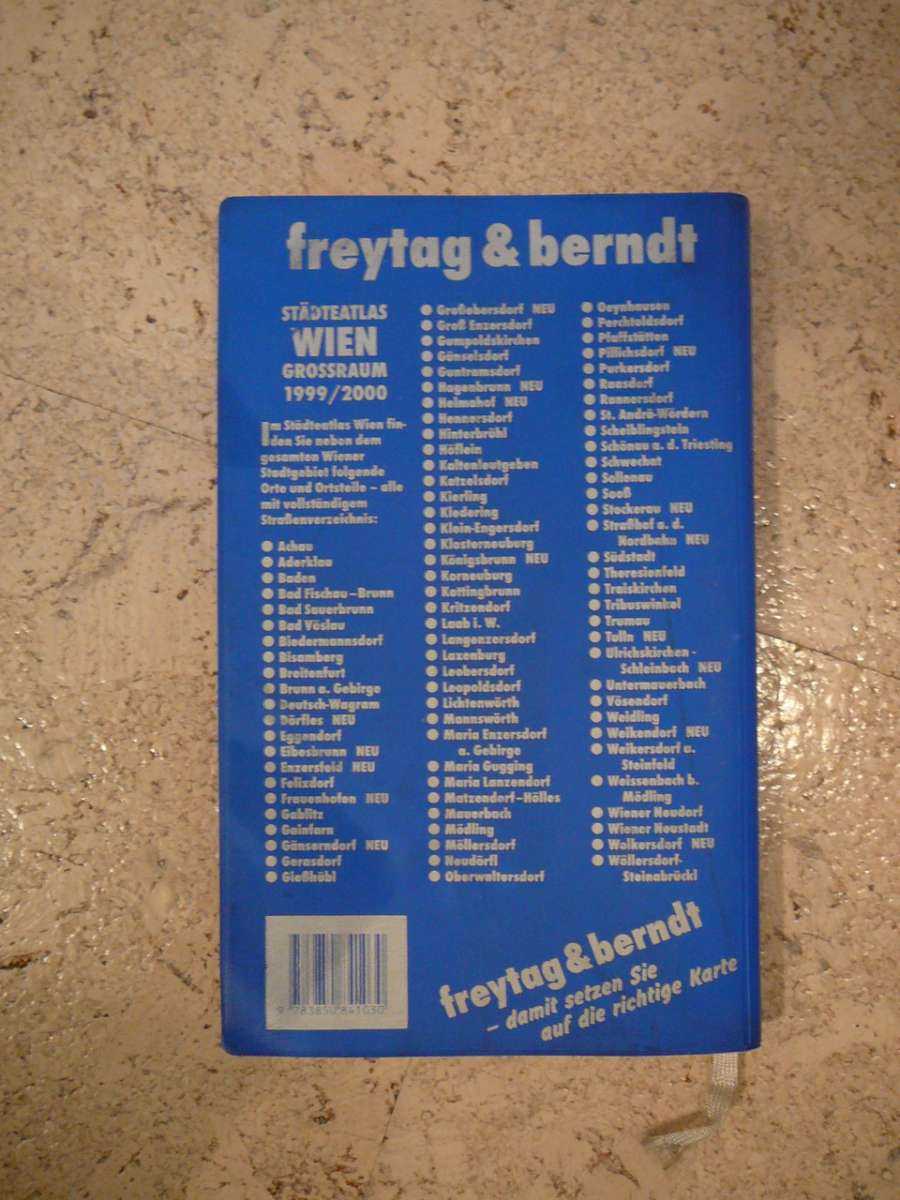 freytag & berndt
STÄDTEATLAS
WIEN
GROSSRAUM
1999/2000
Im Städteatlas Wien fin-
den Sie neben dem
gesamten Wiener
Stadtgebiet folgende
Orte und Ortsteile – alle
mit vollständigem
Straßenverzeichnis:
● Achau
● Aderklaa
● Baden
● Bad Fischau–Brunn
● Bad Sauerbrunn
● Bad Vöslau
● Biedermannsdorf
● Bisamberg
● Breitenfurt
● Brunn a. Gebirge
● Deutsch-Wagram
● Dörfles NEU
● Eggendorf
● Eibesbrunn NEU
● Enzersfeld NEU
● Felixdorf
● Frauenhofen NEU
● Gablitz
● Gainfarn
● Gänserndorf NEU
● Gerasdorf
● Gießhübl
● Großebersdorf NEU
● Groß Enzersdorf
● Gumpoldskirchen
● Günselsdorf
● Guntramsdorf
● Hagenbrunn NEU
● Helmahof NEU
● Hennersdorf
● Hinterbrühl
● Höflein
● Kaltenleutgeben
● Katzelsdorf
● Kierling
● Kledering
● Klein-Engersdorf
● Klosterneuburg
● Königsbrunn NEU
● Korneuburg
● Kottingbrunn
● Kritzendorf
● Laab i. W.
● Langenzersdorf
● Laxenburg
● Leobersdorf
● Leopoldsdorf
● Lichtenwörth
● Mannswörth
● Maria Enzersdorf
a. Gebirge
● Maria Gugging
● Maria Lanzendorf
● Matzendorf–Hölles
● Mauerbach
● Mödling
● Möllersdorf
● Neudörfl
● Oberwaltersdorf
● Oeynhausen
● Perchtoldsdorf
● Pfaffstätten
● Pillichsdorf NEU
● Purkersdorf
● Raasdorf
● Rannersdorf
● St. Andrä-Wördern
● Scheiblingstein
● Schönau a. d. Triesting
● Schwechat
● Sollenau
● Sooß
● Stockerau NEU
● Straßhof a. d.
Nordbahn NEU
● Südstadt
● Theresienfeld
● Traiskirchen
● Tribuswinkel
● Trumau
● Tulln NEU
● Ulrichskirchen -
Schleinbach NEU
● Untermauerbach
● Vösendorf
● Weidling
● Weikendorf NEU
● Weikersdorf a.
Steinfeld
● Weissenbach b.
Mödling
● Wiener Neudorf
● Wiener Neustadt
● Wolkersdorf NEU
● Wöllersdorf-
Steinabrückl
9 783850 841030
freytag & berndt
– damit setzen Sie
auf die richtige Karte